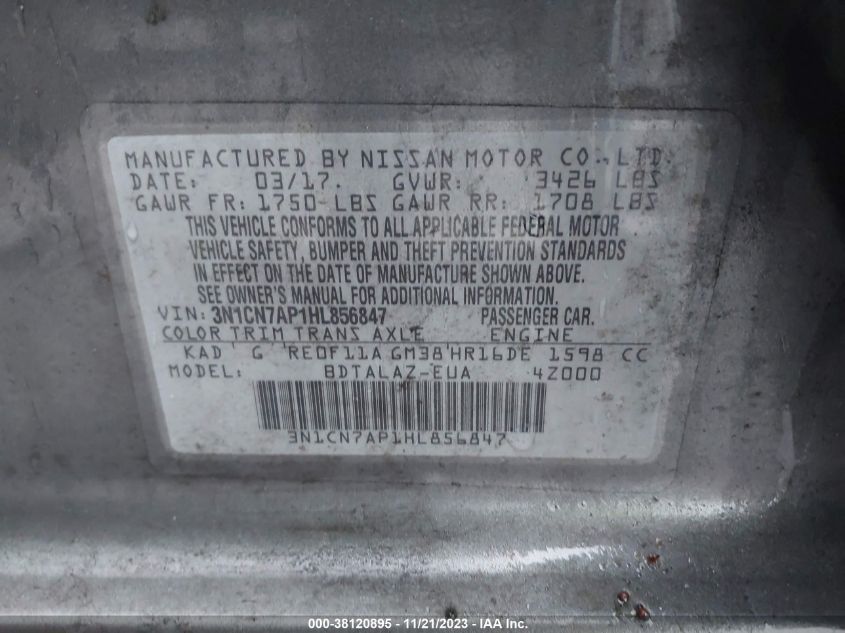 MANUFACTURED BY NISSAN MOTOR CO., LTD.
DATE: 03/17. GVWR: 3426 LBS
GAWR FR: 1750 LBS GAWR RR: 1708 LBS
THIS VEHICLE CONFORMS TO ALL APPLICABLE FEDERAL MOTOR
VEHICLE SAFETY, BUMPER AND THEFT PREVENTION STANDARDS
IN EFFECT ON THE DATE OF MANUFACTURE SHOWN ABOVE.
SEE OWNER'S MANUAL FOR ADDITIONAL INFORMATION.
VIN: 3N1CN7AP1HL856847 PASSENGER CAR.
COLOR TRIM TRANS AXLE ENGINE
KAD G RE0F11A GM38 HR16DE 1598 CC
MODEL: BDTALAZ-EUA 4Z000
3N1CN7AP1HL856847
000-38120895 - 11/21/2023 - IAA Inc.